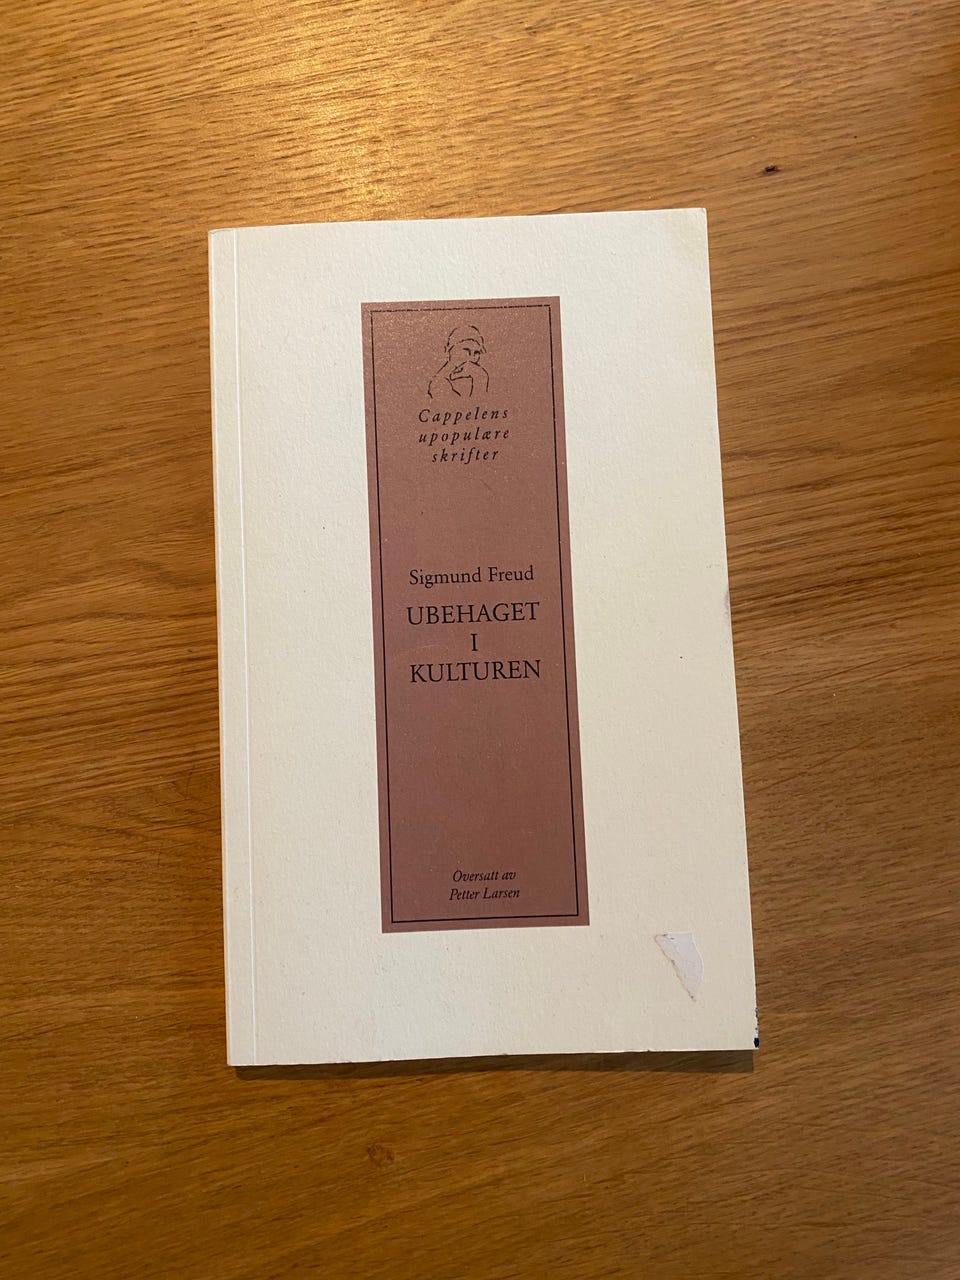 Cappelens
upopulære
skrifter
Sigmund Freud
UBEHAGET
I
KULTUREN
Oversatt av
Petter Larsen